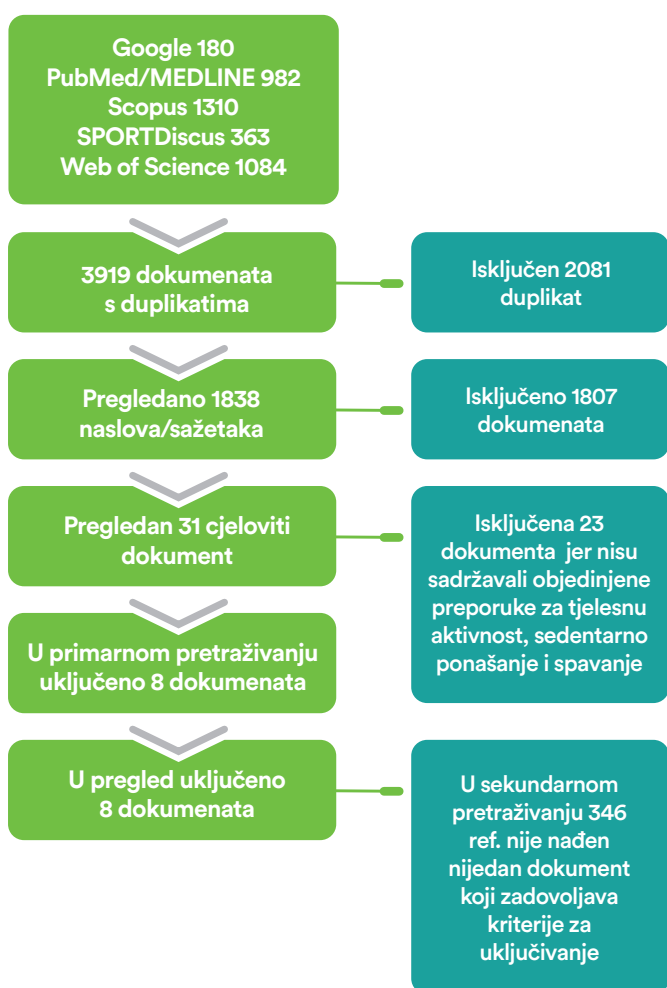 Google 180
PubMed/MEDLINE 982
Scopus 1310
SPORTDiscus 363
Web of Science 1084
3919 dokumenata
s duplikatima
Isključen 2081
duplikat
Pregledano 1838
naslova/sažetaka
Isključeno 1807
dokumenata
Pregledan 31 cjeloviti
dokument
Isključena 23
dokumenta jer nisu
sadržavali objedinjene
preporuke za tjelesnu
aktivnost, sedentarno
ponašanje i spavanje
U primarnom pretraživanju
uključeno 8 dokumenata
U pregled uključeno
8 dokumenata
U sekundarnom
pretraživanju 346
ref. nije nađen
nijedan dokument
koji zadovoljava
kriterije za
uključivanje